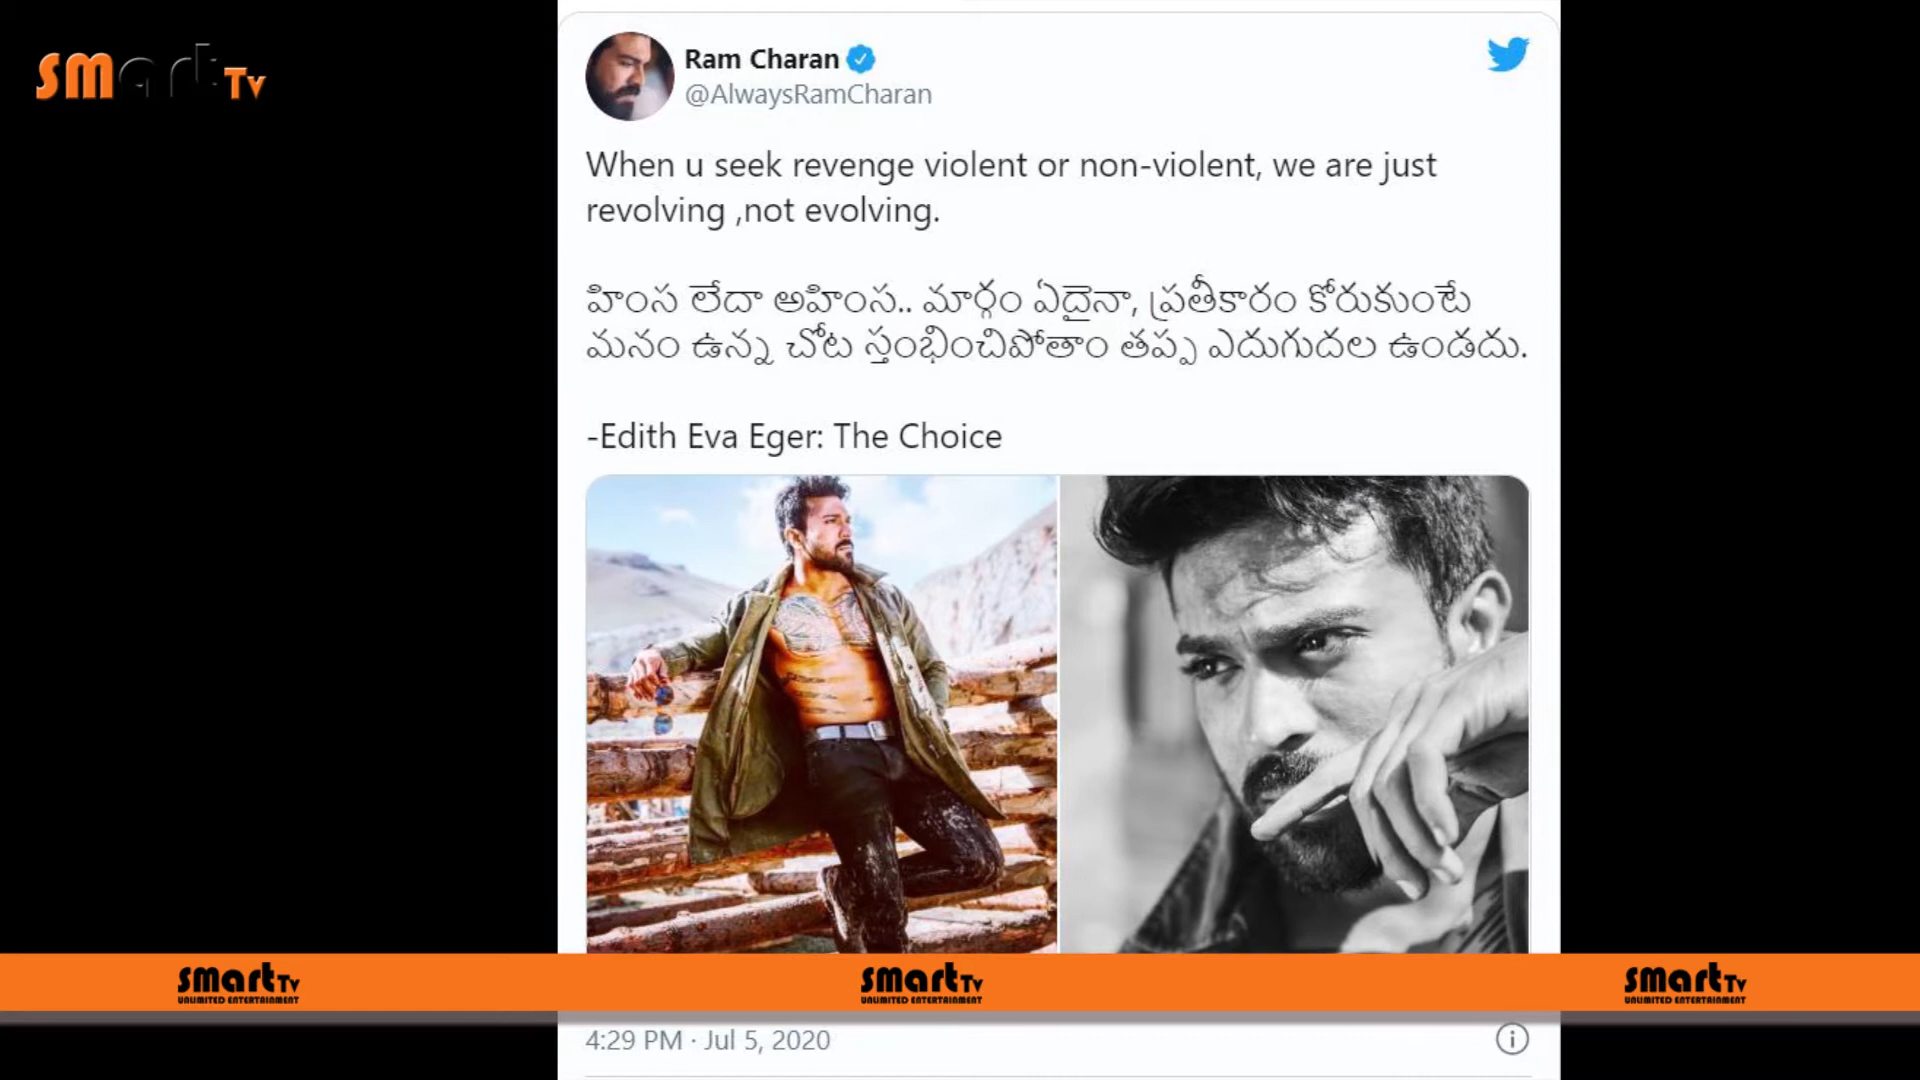 smart Tv
Ram Charan
@AlwaysRamCharan
When u seek revenge violent or non-violent, we are just
revolving ,not evolving.
హింస లేదా అహింస.. మార్గం ఏదైనా, ప్రతీకారం కోరుకుంటే
మనం ఉన్న చోట స్తంభించిపోతాం తప్ప ఎదుగుదల ఉండదు.
-Edith Eva Eger: The Choice
smart Tv smart Tv smart Tv
UNLIMITED ENTERTAINMENT UNLIMITED ENTERTAINMENT UNLIMITED ENTERTAINMENT
4:29 PM · Jul 5, 2020